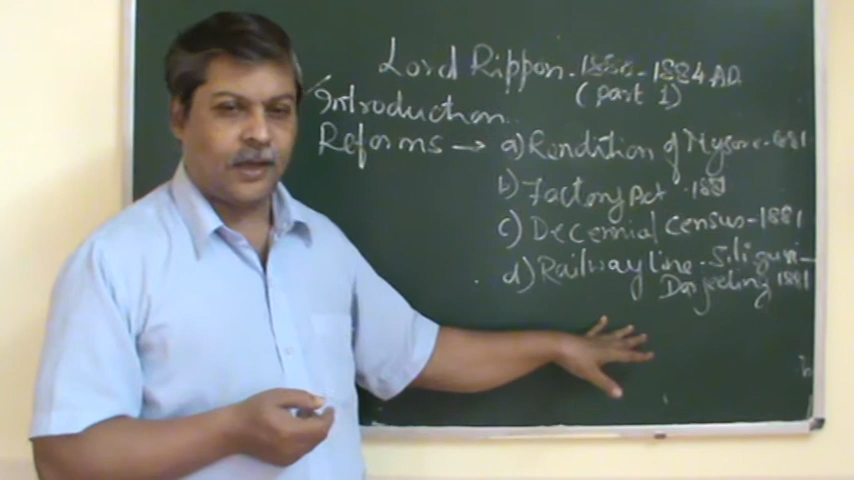 Lord Rippon - 1880 - 1884 AD
(Part 1)
Introduction
Reforms → a) Rendition of Mysore - 1881
b) Factory Act - 1881
c) Decennial Census - 1881
d) Railway line - Siliguri -
Darjeeling 1881